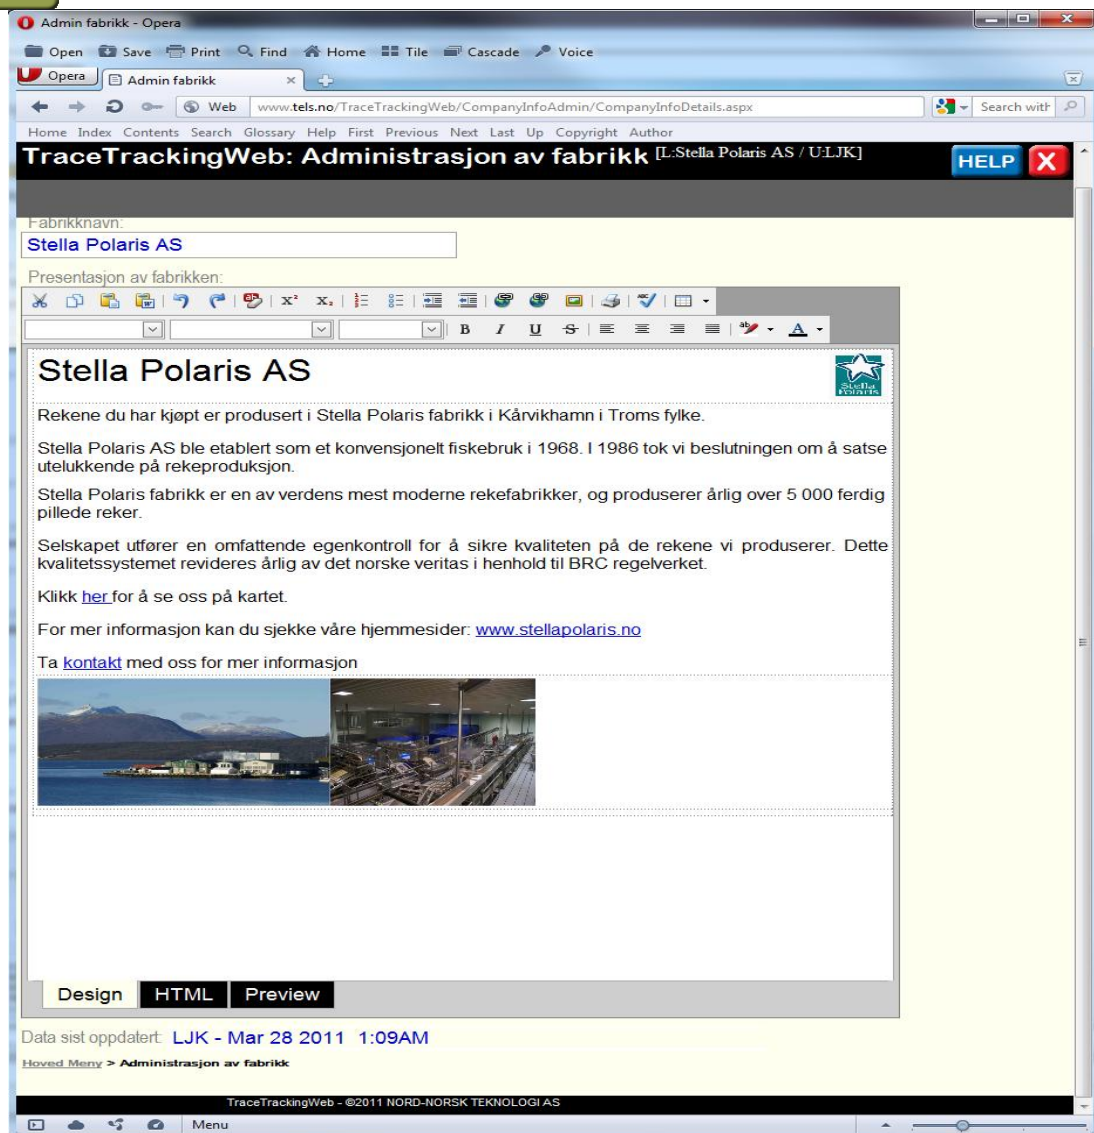 Admin fabrikk - Opera
Open Save Print Find Home Tile Cascade Voice
Opera Admin fabrikk
Web www.tels.no/TraceTrackingWeb/CompanyInfoAdmin/CompanyInfoDetails.aspx Search with
Home Index Contents Search Glossary Help First Previous Next Last Up Copyright Author
TraceTrackingWeb: Administrasjon av fabrikk [L:Stella Polaris AS / U:LJK] HELP X
Fabrikknavn:
Stella Polaris AS
Presentasjon av fabrikken:
B I U S A
Stella Polaris AS
Stella
Polaris
Rekene du har kjøpt er produsert i Stella Polaris fabrikk i Kårvikhamn i Troms fylke.
Stella Polaris AS ble etablert som et konvensjonelt fiskebruk i 1968. I 1986 tok vi beslutningen om å satse
utelukkende på rekeproduksjon.
Stella Polaris fabrikk er en av verdens mest moderne rekefabrikker, og produserer årlig over 5 000 ferdig
pillede reker.
Selskapet utfører en omfattende egenkontroll for å sikre kvaliteten på de rekene vi produserer. Dette
kvalitetssystemet revideres årlig av det norske veritas i henhold til BRC regelverket.
Klikk her for å se oss på kartet.
For mer informasjon kan du sjekke våre hjemmesider: www.stellapolaris.no
Ta kontakt med oss for mer informasjon
Design HTML Preview
Data sist oppdatert: LJK - Mar 28 2011 1:09AM
Hoved Meny > Administrasjon av fabrikk
TraceTrackingWeb - ©2011 NORD-NORSK TEKNOLOGI AS
Menu